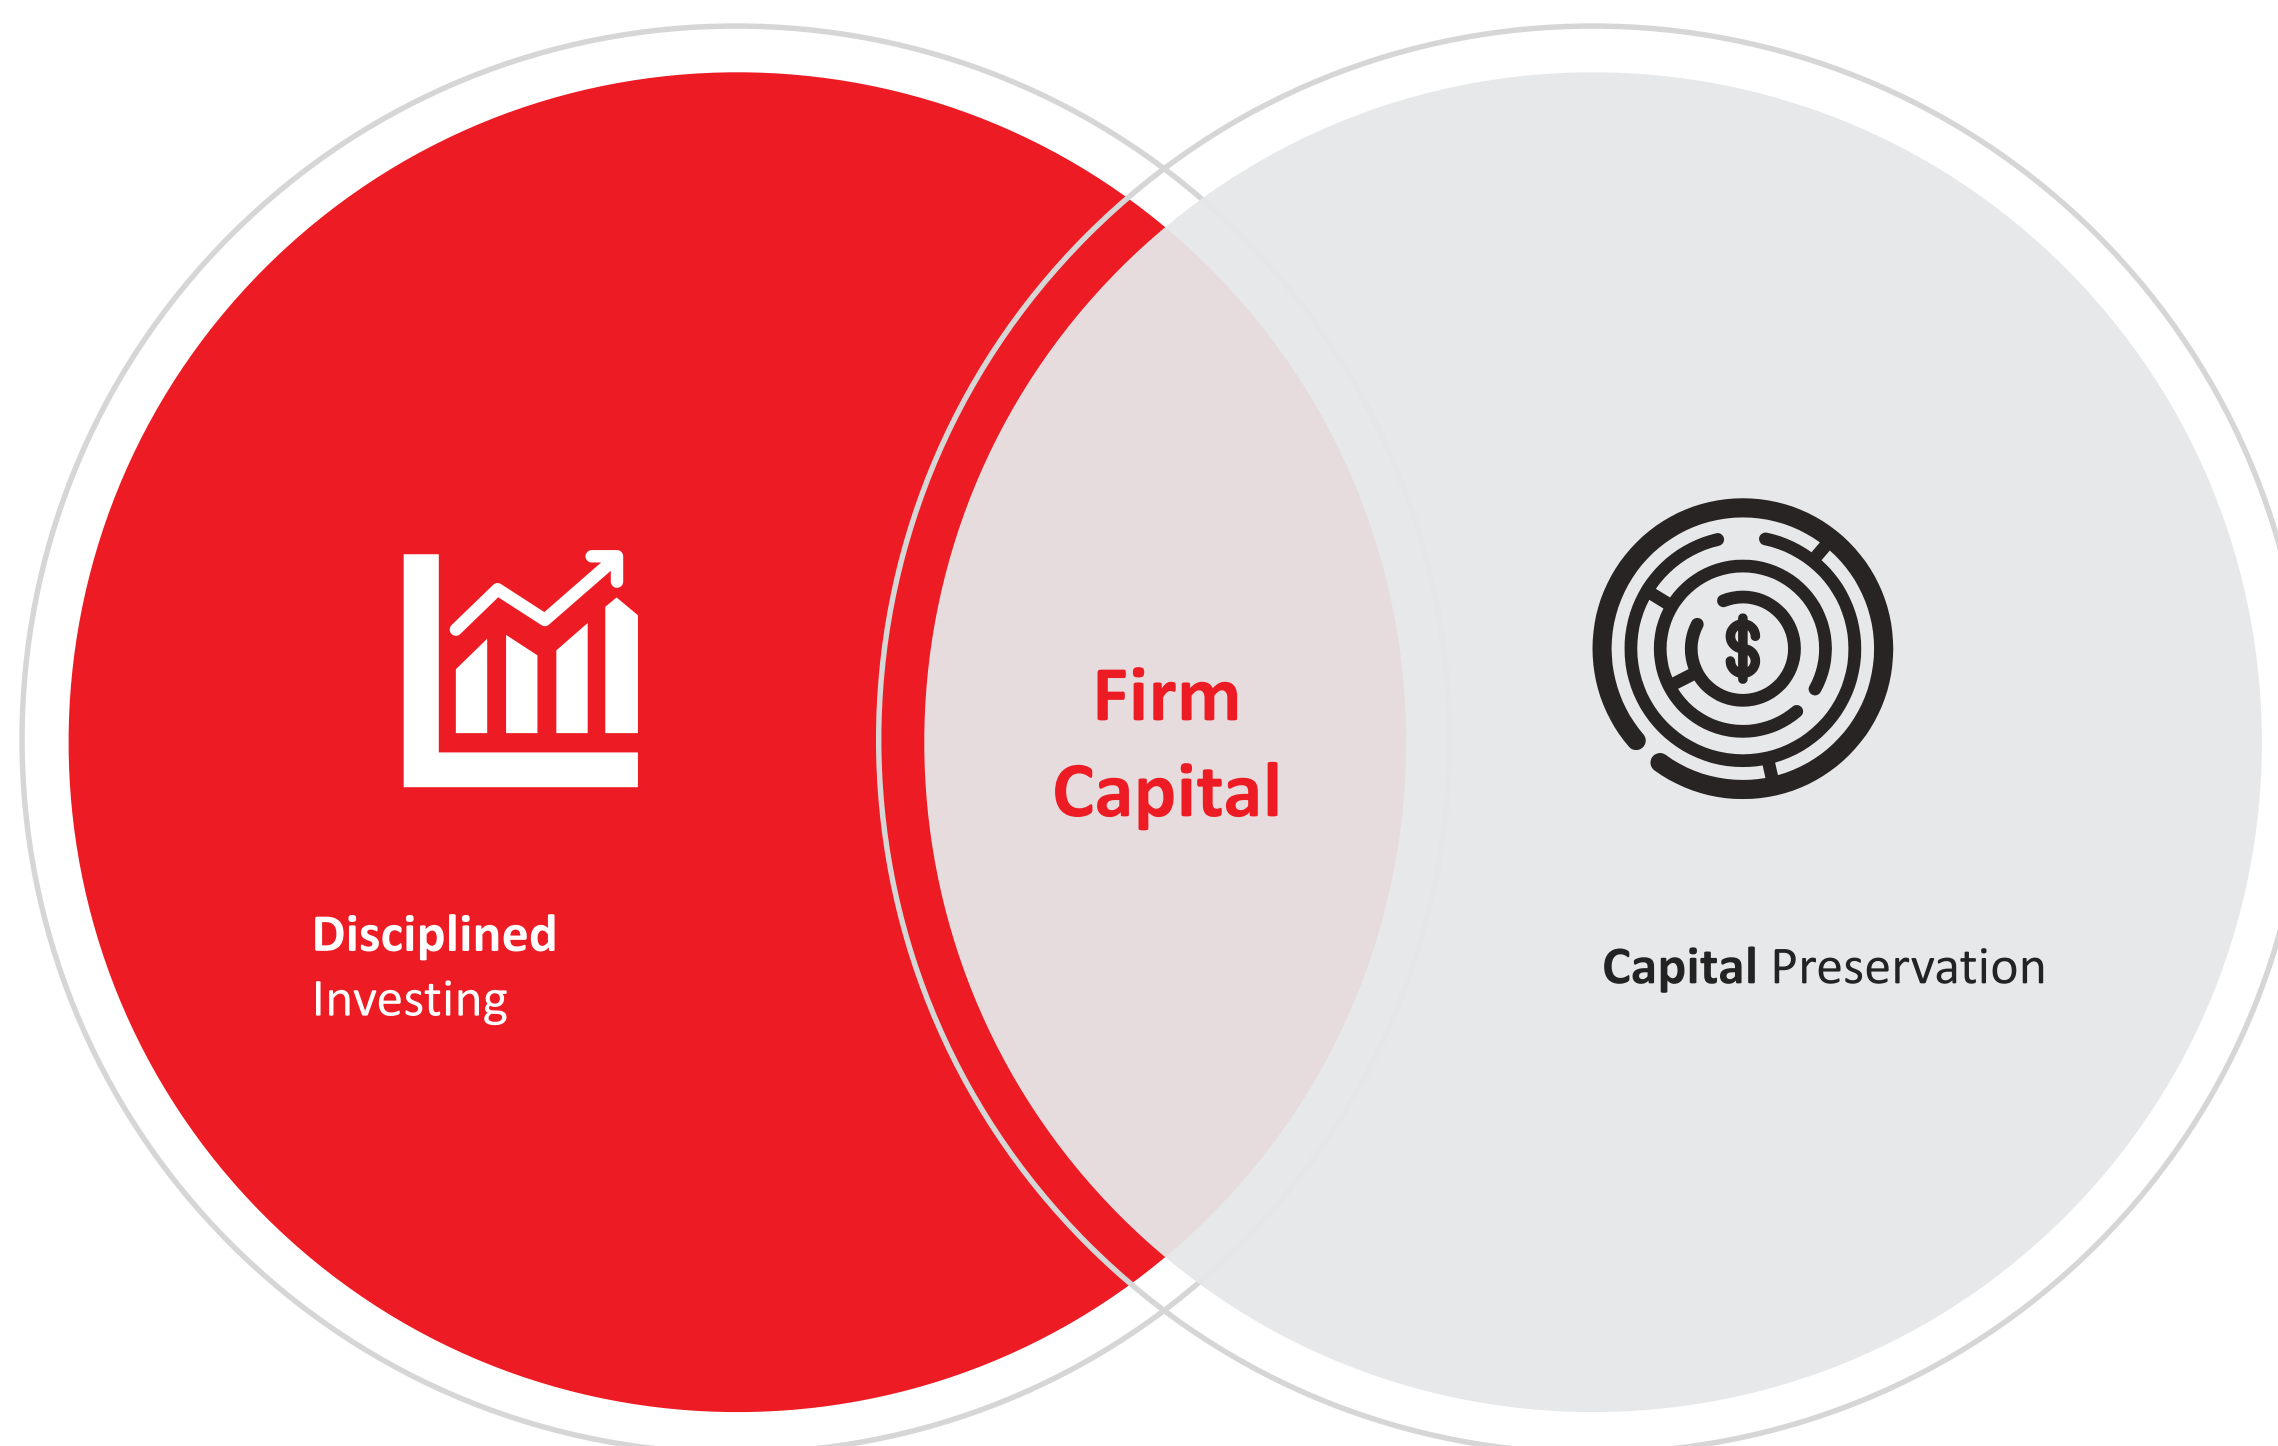 Firm
Capital
Disciplined
Investing
$
Capital Preservation